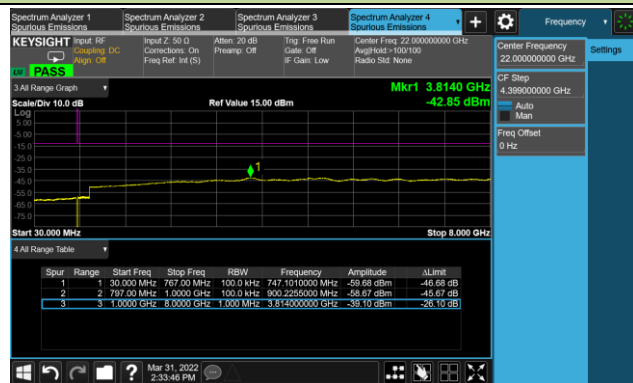 Spectrum Analyzer 1
Spurious Emissions
Spectrum Analyzer 2
Spurious Emissions
Spectrum Analyzer 3
Spurious Emissions
Spectrum Analyzer 4
Spurious Emissions
+
Frequency
KEYSIGHT
Input: RF
Coupling: DC
Align: Off
Input Z: 50 Ω
Corrections: On
Freq Ref: Int (S)
Atten: 20 dB
Preamp: Off
Trig: Free Run
Gate: Off
IF Gain: Low
Center Freq: 22.000000000 GHz
Avg|Hold:>100/100
Radio Std: None
LVI PASS
Center Frequency
22.000000000 GHz
Settings
CF Step
4.399000000 GHz
Auto
Man
Freq Offset
0 Hz
3 All Range Graph
Mkr1 3.8140 GHz
Scale/Div 10.0 dB
Ref Value 15.00 dBm
-42.85 dBm
Log
5.00
-5.00
-15.0
-25.0
-35.0
-45.0
-55.0
-65.0
-75.0
1
Start 30.000 MHz
Stop 8.000 GHz
4 All Range Table
Spur Range Start Freq Stop Freq RBW Frequency Amplitude ΔLimit
1 1 30.000 MHz 767.00 MHz 100.0 kHz 747.1010000 MHz -59.68 dBm -46.68 dB
2 2 797.00 MHz 1.0000 GHz 100.0 kHz 900.2255000 MHz -58.67 dBm -45.67 dB
3 3 1.0000 GHz 8.0000 GHz 1.000 MHz 3.814000000 GHz -39.10 dBm -26.10 dB
?
Mar 31, 2022
2:33:46 PM